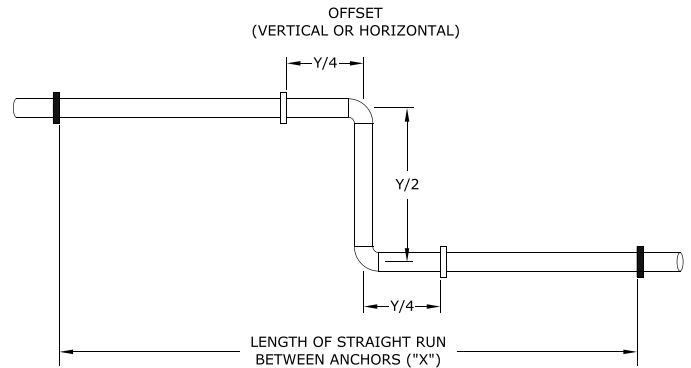 OFFSET
(VERTICAL OR HORIZONTAL)
Y/4
Y/2
Y/4
LENGTH OF STRAIGHT RUN
BETWEEN ANCHORS ("X")